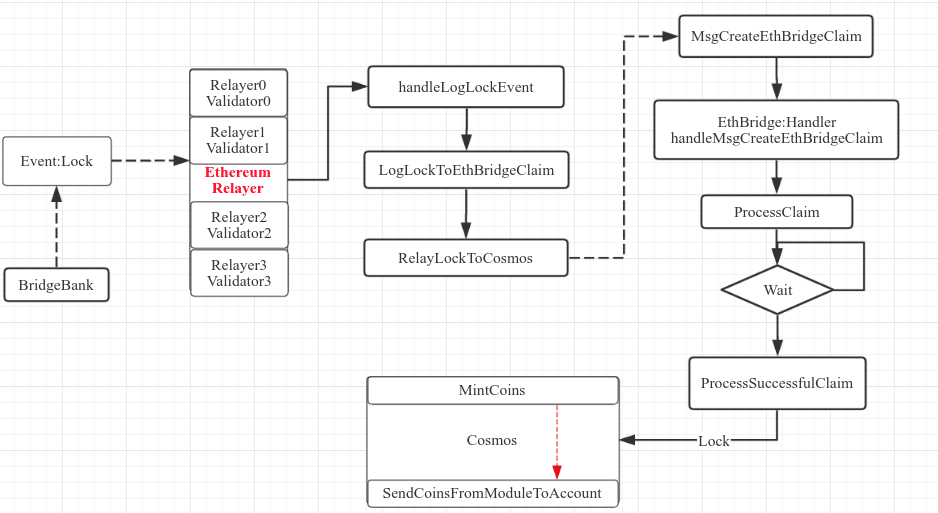 Event:Lock
BridgeBank
Relayer0
Validator0
Relayer1
Validator1
Ethereum
Relayer
Relayer2
Validator2
Relayer3
Validator3
handleLogLockEvent
LogLockToEthBridgeClaim
RelayLockToCosmos
MsgCreateEthBridgeClaim
EthBridge:Handler
handleMsgCreateEthBridgeClaim
ProcessClaim
Wait
ProcessSuccessfulClaim
Lock
MintCoins
Cosmos
SendCoinsFromModuleToAccount